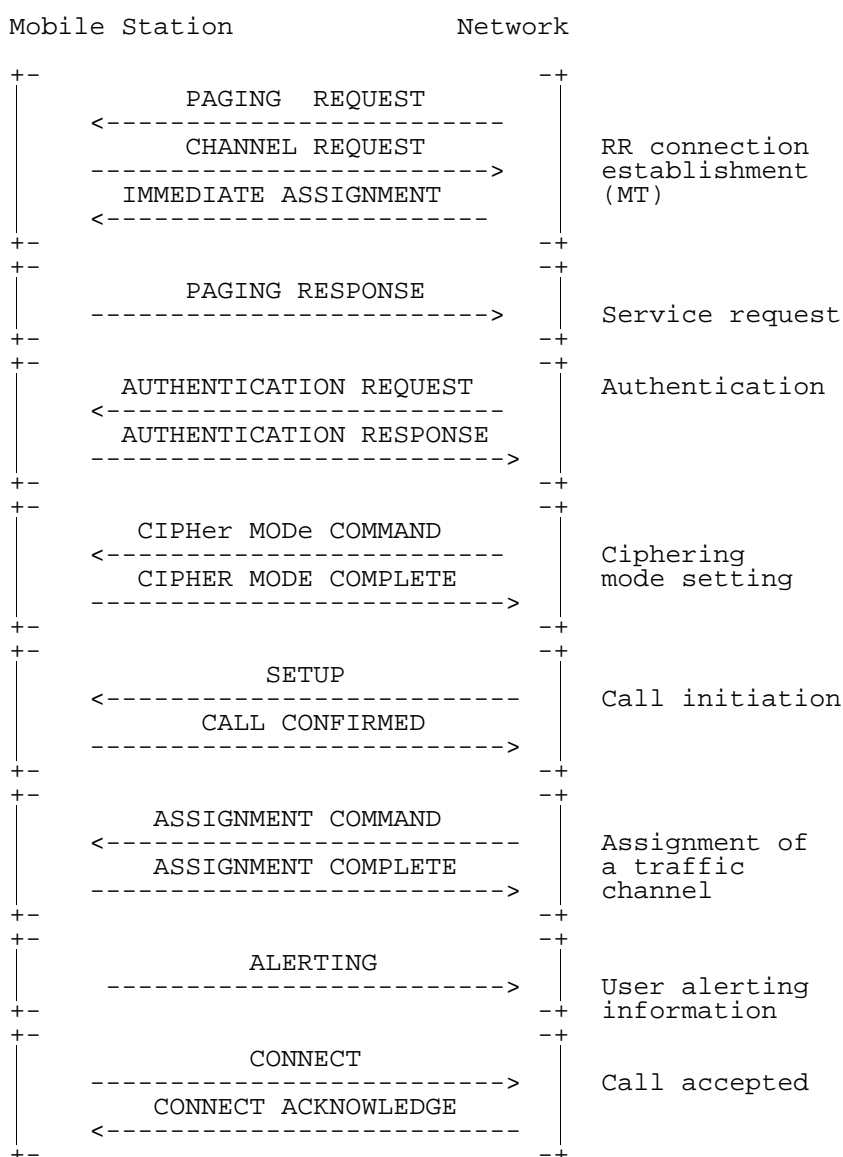 Mobile Station Network
PAGING REQUEST
CHANNEL REQUEST RR connection
establishment
IMMEDIATE ASSIGNMENT (MT)
PAGING RESPONSE
Service request
AUTHENTICATION REQUEST Authentication
AUTHENTICATION RESPONSE
CIPHer MODe COMMAND
Ciphering
CIPHER MODE COMPLETE mode setting
SETUP
Call initiation
CALL CONFIRMED
ASSIGNMENT COMMAND
Assignment of
ASSIGNMENT COMPLETE a traffic
channel
ALERTING
User alerting
information
CONNECT
Call accepted
CONNECT ACKNOWLEDGE